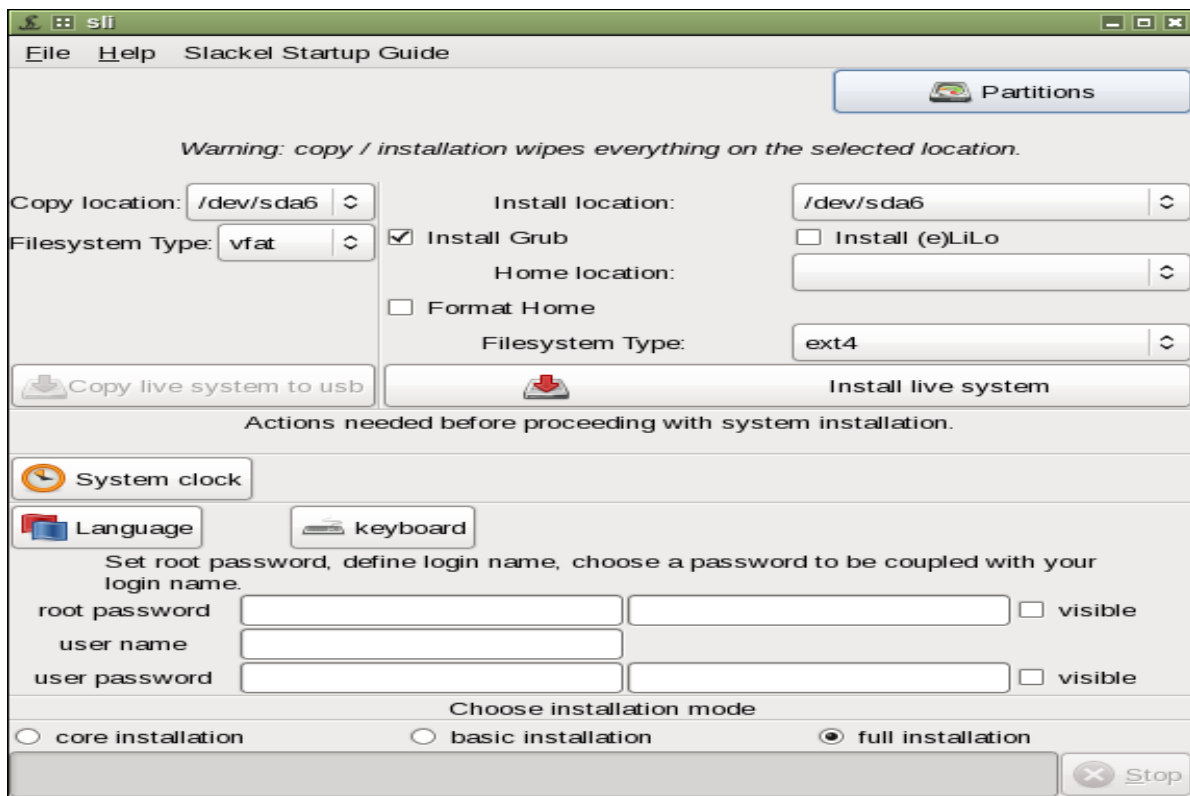 sli
File Help Slackel Startup Guide
Partitions
Warning: copy / installation wipes everything on the selected location.
Copy location: /dev/sda6 Install location: /dev/sda6
Filesystem Type: vfat Install Grub Install (e)LiLo
Home location:
Format Home
Filesystem Type: ext4
Copy live system to usb Install live system
Actions needed before proceeding with system installation.
System clock
Language keyboard
Set root password, define login name, choose a password to be coupled with your
login name.
root password visible
user name
user password visible
Choose installation mode
core installation basic installation full installation
Stop